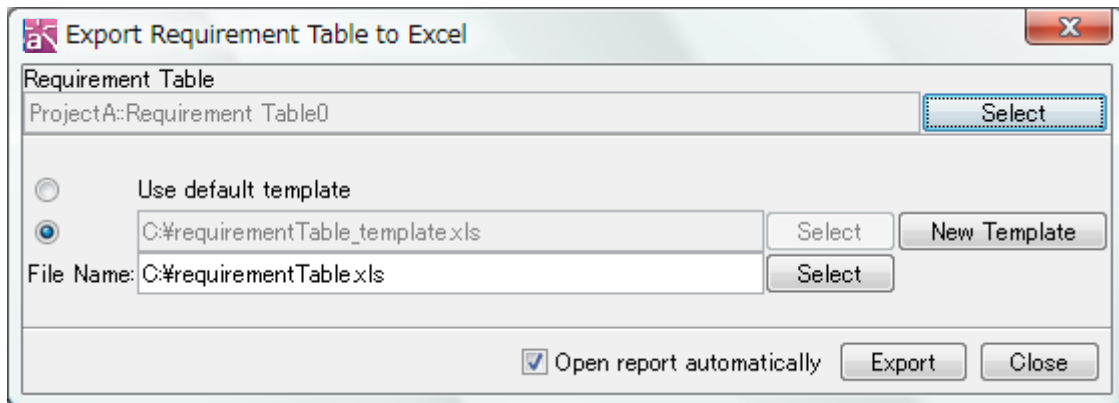 Export Requirement Table to Excel
Requirement Table
ProjectA::Requirement Table0 Select
Use default template
C:¥requirementTable_template.xls Select New Template
File Name: C:¥requirementTable.xls Select
Open report automatically Export Close